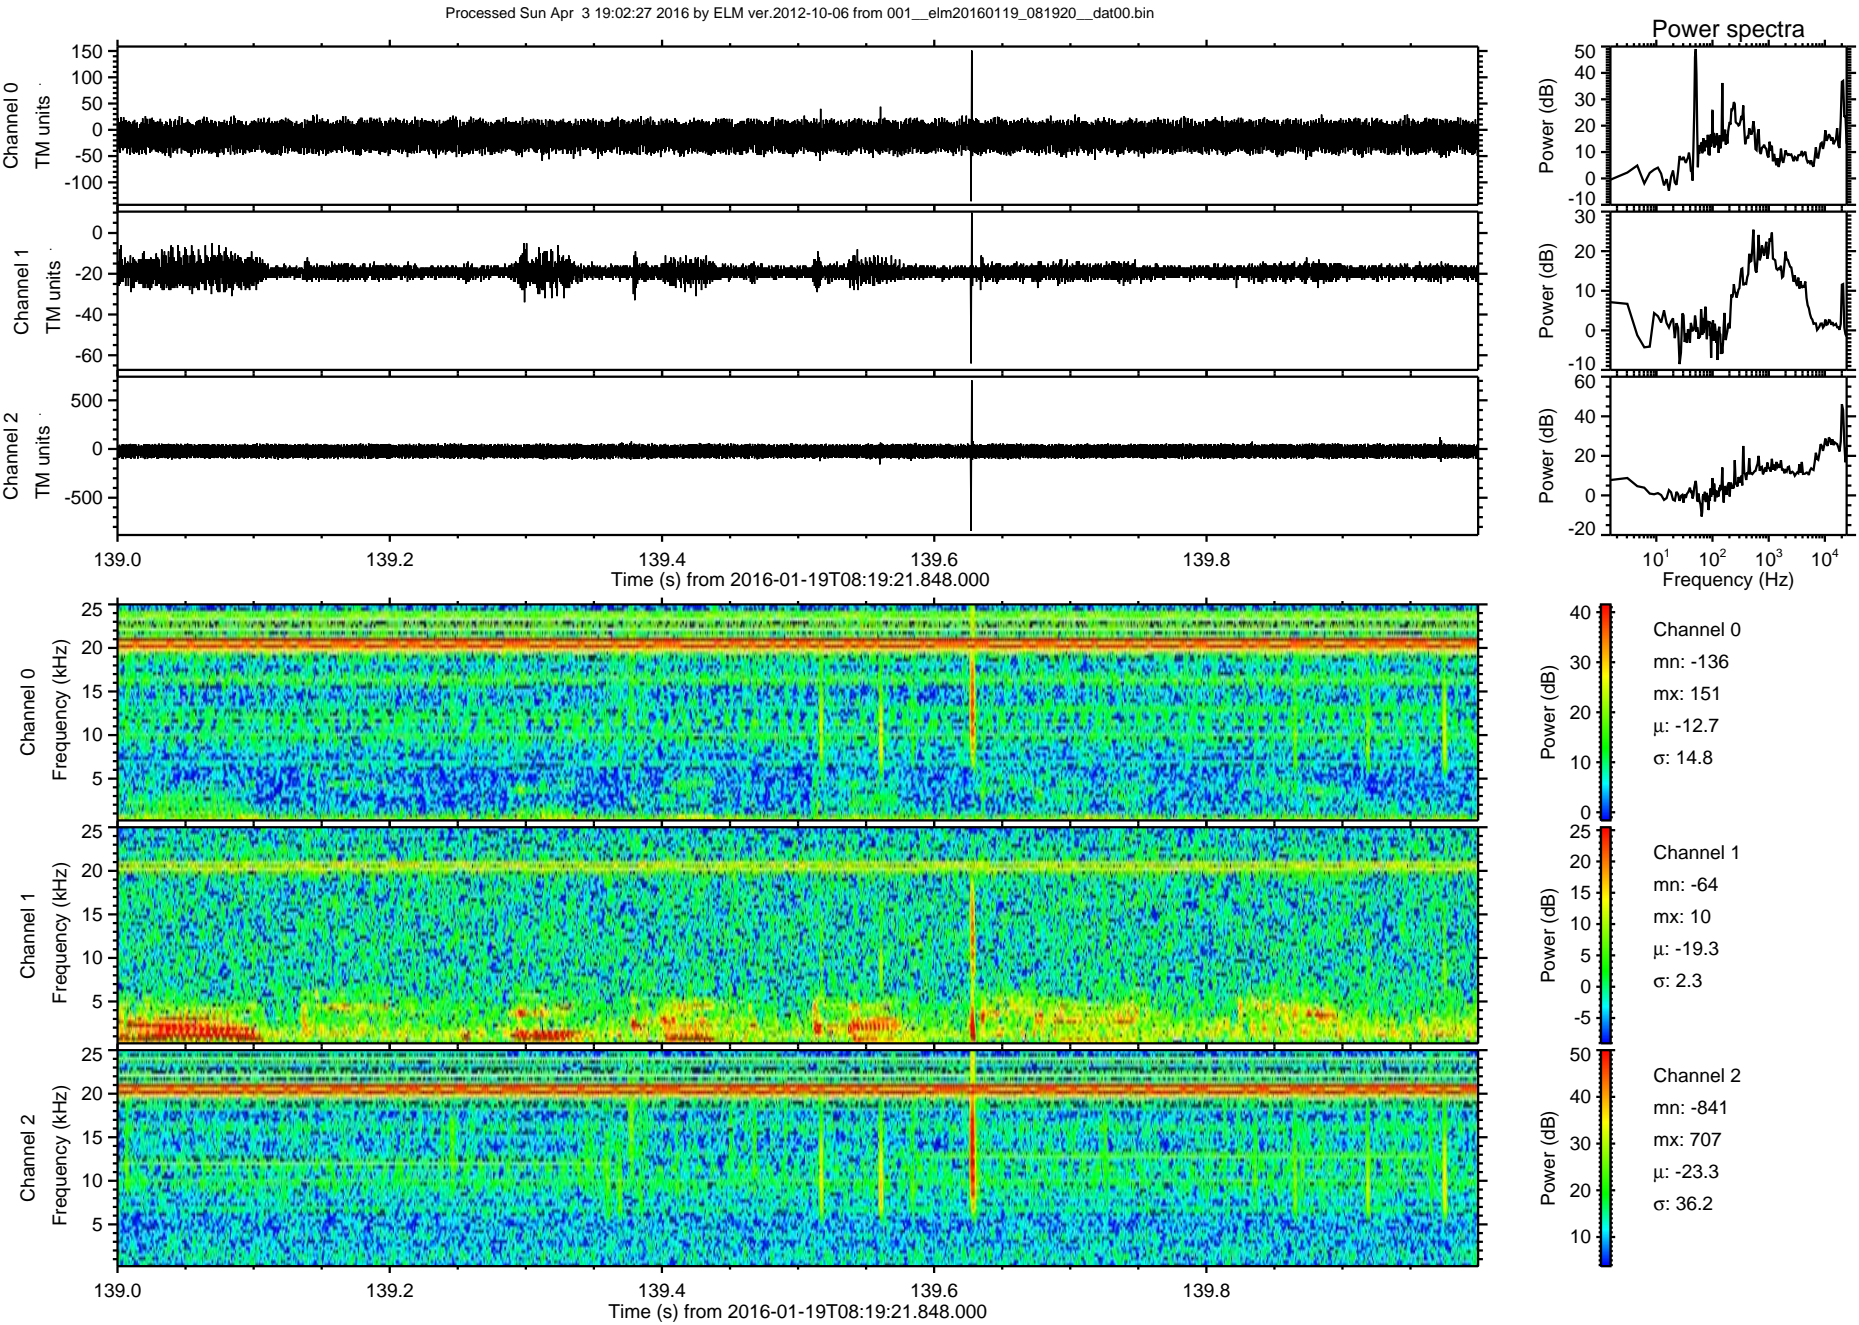 Processed Sun Apr  3 19:02:27 2016 by ELM ver.2012-10-06 from 001__elm20160119_081920__dat00.bin
Power spectra
Channel 0
TM units
150
100
50
0
-50
-100
Power (dB)
50
40
30
20
10
0
-10
Channel 1
TM units
0
-20
-40
-60
Power (dB)
30
20
10
0
-10
Channel 2
TM units
500
0
-500
Power (dB)
60
40
20
0
-20
139.0 139.2 139.4 139.6 139.8
Time (s) from 2016-01-19T08:19:21.848.000
10^1 10^2 10^3 10^4
Frequency (Hz)
Channel 0
Frequency (kHz)
25
20
15
10
5
Power (dB)
40
30
20
10
0
Channel 0
mn: -136
mx: 151
μ: -12.7
σ: 14.8
Channel 1
Frequency (kHz)
25
20
15
10
5
Power (dB)
25
20
15
10
5
0
-5
Channel 1
mn: -64
mx: 10
μ: -19.3
σ: 2.3
Channel 2
Frequency (kHz)
25
20
15
10
5
Power (dB)
50
40
30
20
10
Channel 2
mn: -841
mx: 707
μ: -23.3
σ: 36.2
139.0 139.2 139.4 139.6 139.8
Time (s) from 2016-01-19T08:19:21.848.000